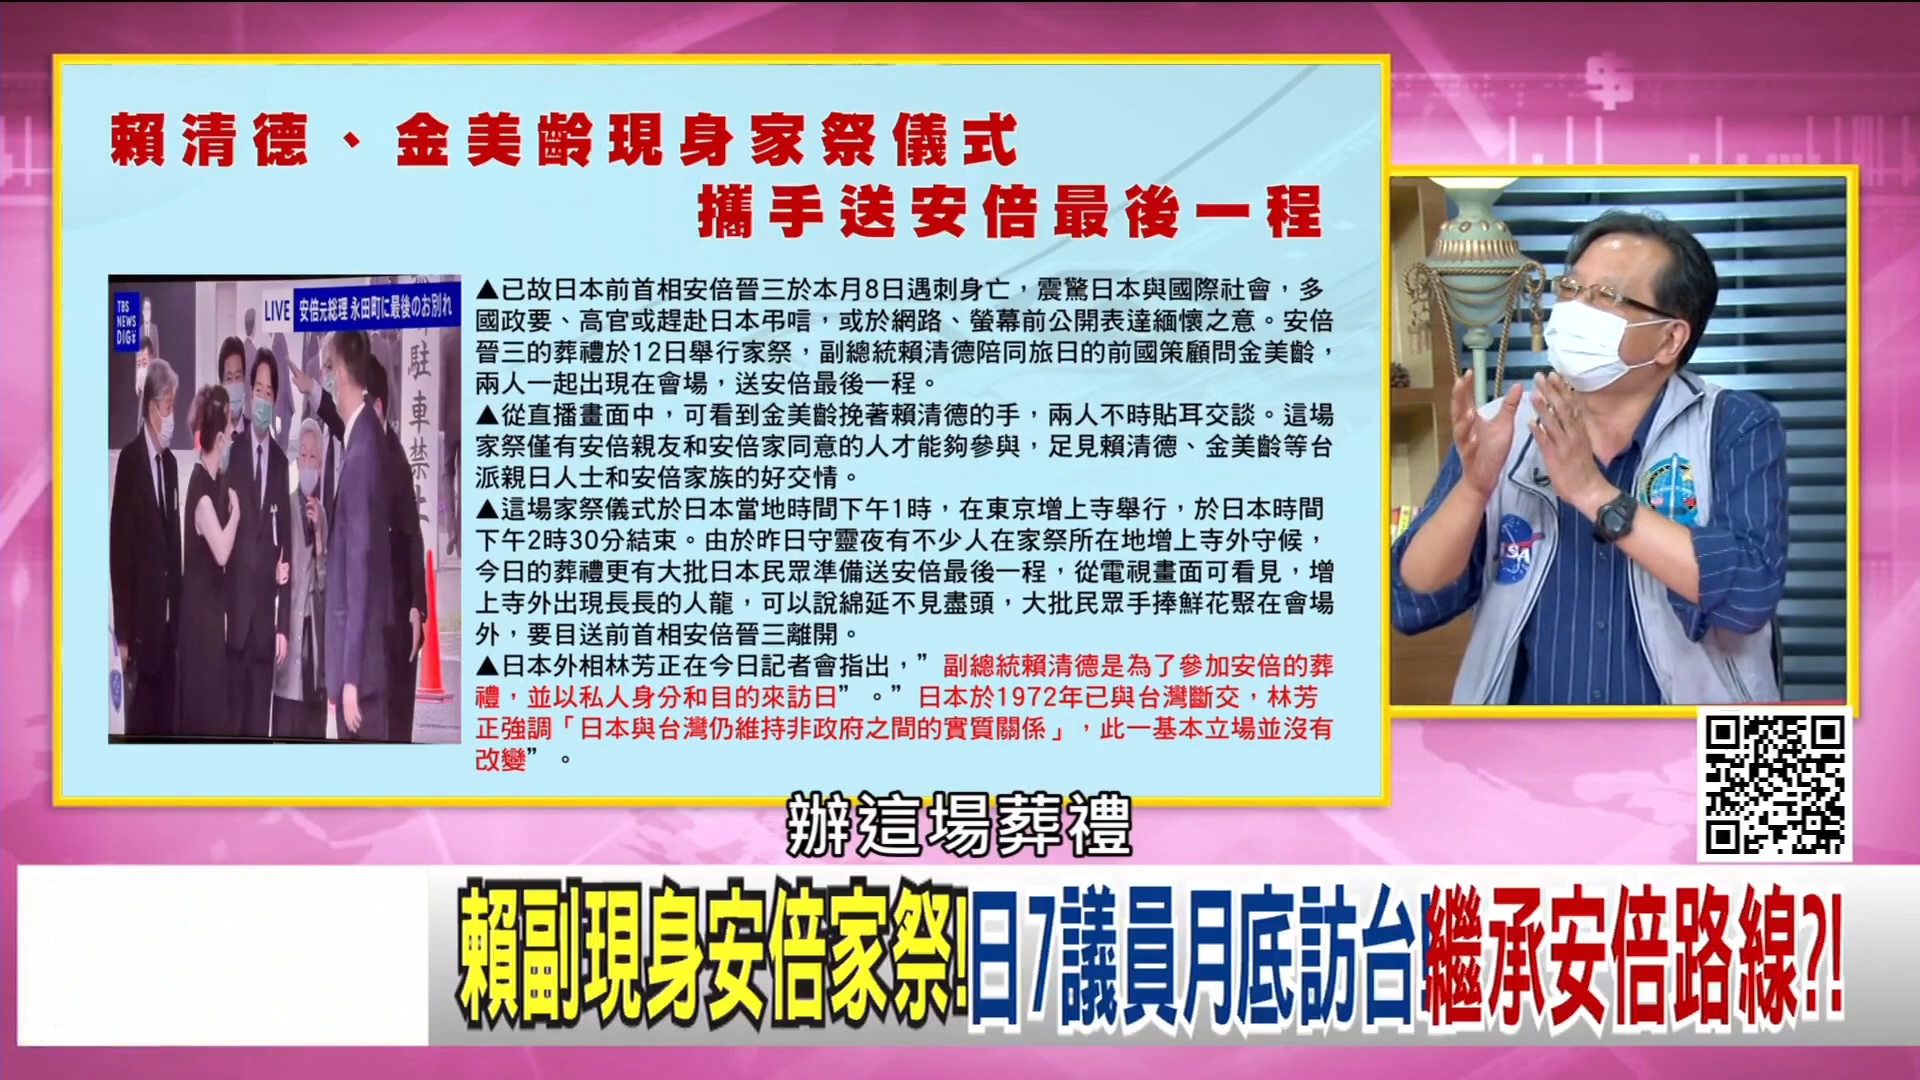 賴清德、金美齡現身家祭儀式
攜手送安倍最後一程
TBS
NEWS
DIG
LIVE 安倍元総理 永田町に最後のお別れ
駐車禁止
▲已故日本前首相安倍晉三於本月8日遇刺身亡，震驚日本與國際社會，多
國政要、高官或趕赴日本弔唁，或於網路、螢幕前公開表達緬懷之意。安倍
晉三的葬禮於12日舉行家祭，副總統賴清德陪同旅日的前國策顧問金美齡，
兩人一起出現在會場，送安倍最後一程。
▲從直播畫面中，可看到金美齡挽著賴清德的手，兩人不時貼耳交談。這場
家祭僅有安倍親友和安倍家同意的人才能夠參與，足見賴清德、金美齡等台
派親日人士和安倍家族的好交情。
▲這場家祭儀式於日本當地時間下午1時，在東京增上寺舉行，於日本時間
下午2時30分結束。由於昨日守靈夜有不少人在家祭所在地增上寺外守候，
今日的葬禮更有大批日本民眾準備送安倍最後一程，從電視畫面可看見，增
上寺外出現長長的人龍，可以說綿延不見盡頭，大批民眾手捧鮮花聚在會場
外，要目送前首相安倍晉三離開。
▲日本外相林芳正在今日記者會指出，”副總統賴清德是為了參加安倍的葬
禮，並以私人身分和目的來訪日”。”日本於1972年已與台灣斷交，林芳
正強調「日本與台灣仍維持非政府之間的實質關係」，此一基本立場並沒有
改變”。
辦這場葬禮
賴副現身安倍家祭!日7議員月底訪台!繼承安倍路線?!